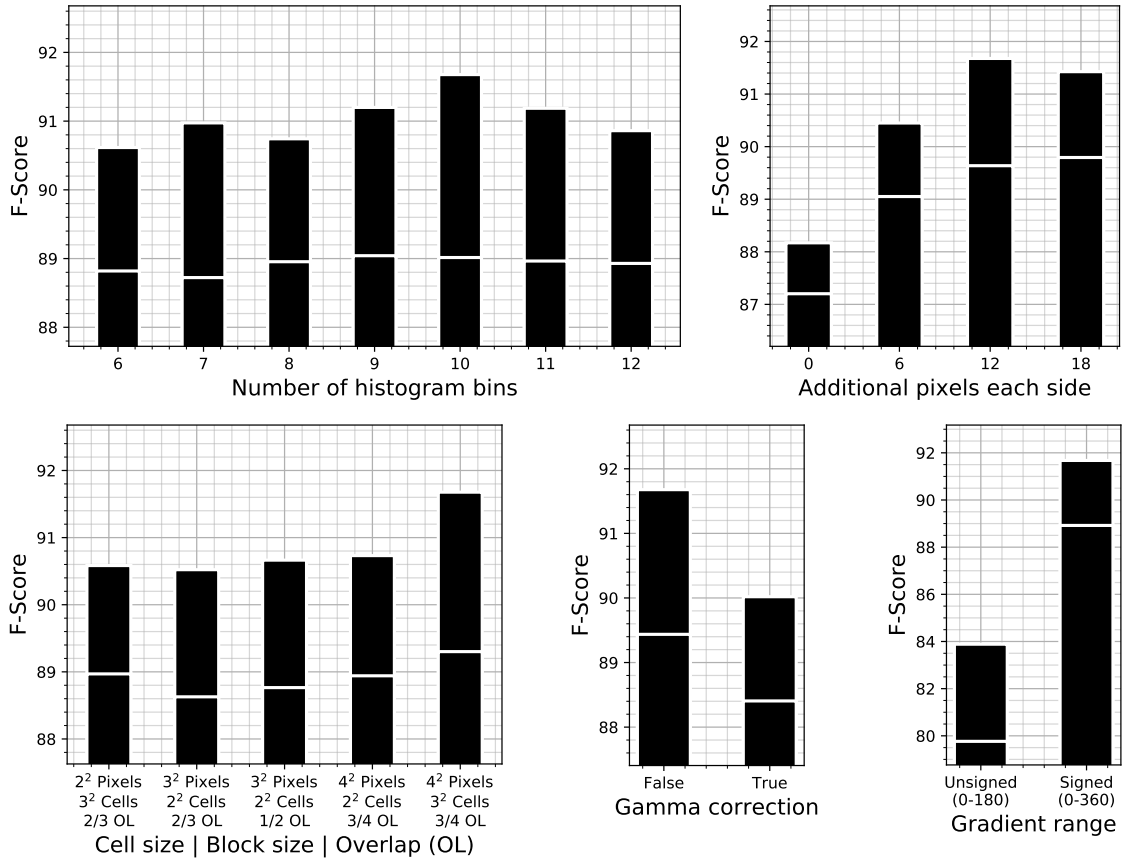 92
91
90
89
88
F-Score
6 7 8 9 10 11 12
Number of histogram bins
92
91
90
89
88
87
F-Score
0 6 12 18
Additional pixels each side
92
91
90
89
88
F-Score
2² Pixels 3² Pixels 3² Pixels 4² Pixels 4² Pixels
3² Cells 2² Cells 2² Cells 2² Cells 3² Cells
2/3 OL 2/3 OL 1/2 OL 3/4 OL 3/4 OL
Cell size | Block size | Overlap (OL)
92
91
90
89
88
F-Score
False True
Gamma correction
92
90
88
86
84
82
80
F-Score
Unsigned Signed
(0-180) (0-360)
Gradient range